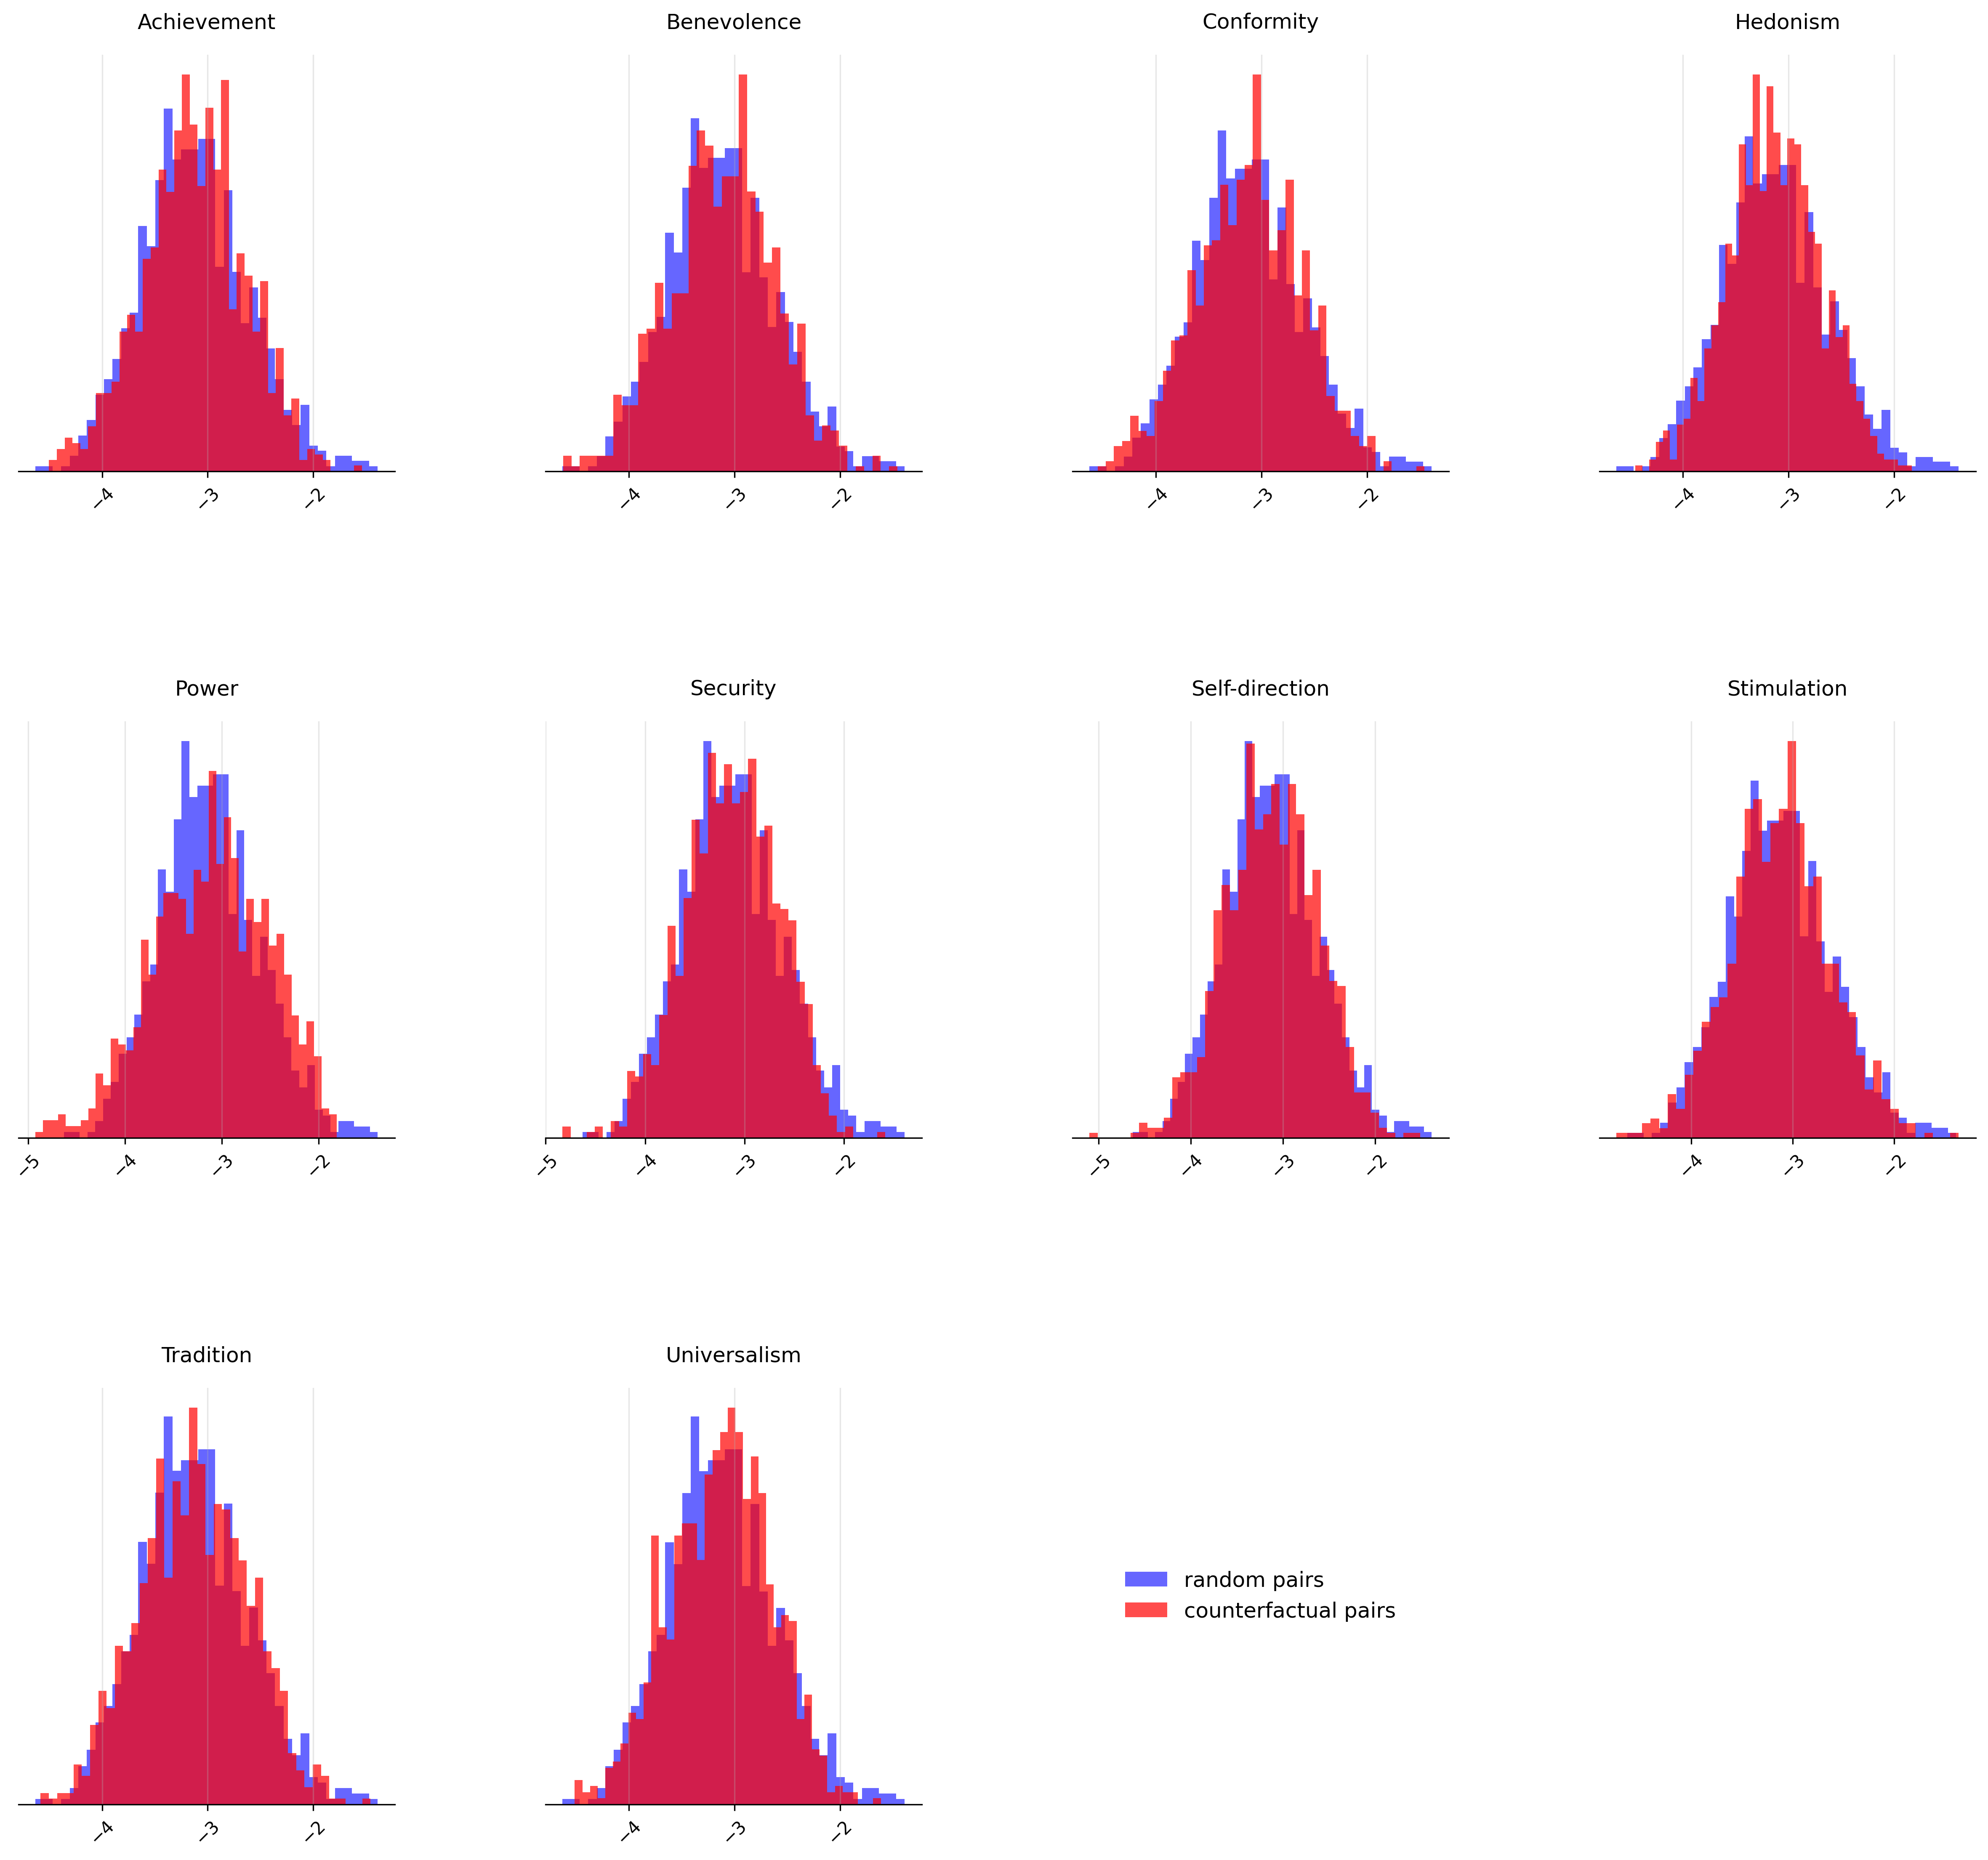 Achievement
Benevolence
Conformity
Hedonism
−4 −3 −2
−4 −3 −2
−4 −3 −2
−4 −3 −2
Power
Security
Self-direction
Stimulation
−5 −4 −3 −2
−5 −4 −3 −2
−5 −4 −3 −2
−4 −3 −2
Tradition
Universalism
random pairs
counterfactual pairs
−4 −3 −2
−4 −3 −2